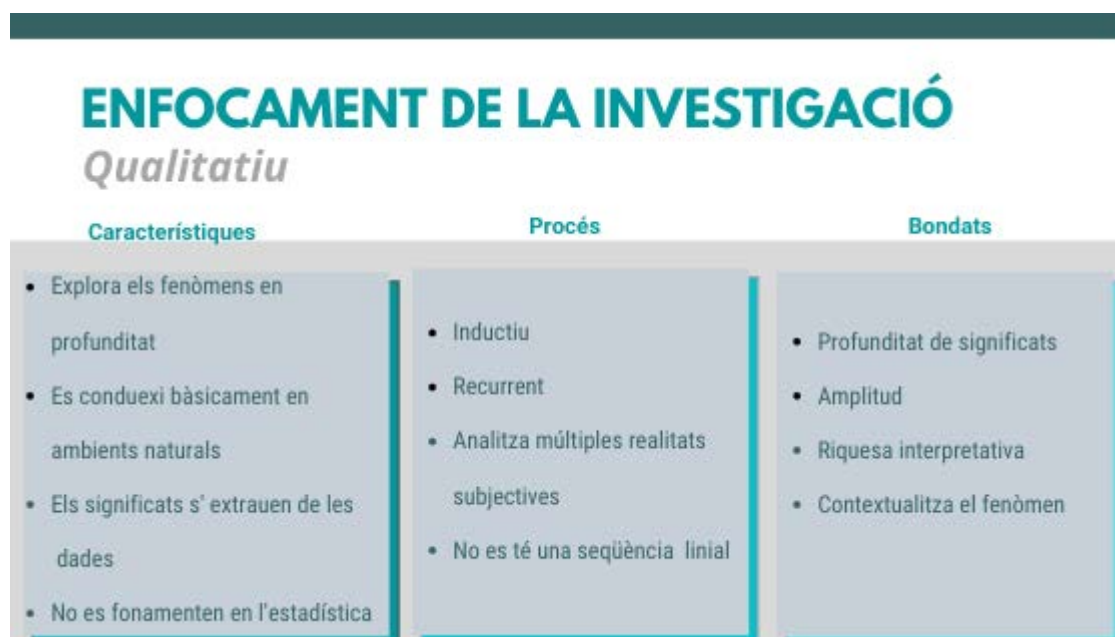 ENFOCAMENT DE LA INVESTIGACIÓ
Qualitatiu
Característiques
Explora els fenòmens en
profunditat
Es conduexi bàsicament en
ambients naturals
Els significats s' extrauen de les
dades
No es fonamenten en l'estadística
Procés
Inductiu
Recurrent
Analitza múltiples realitats
subjectives
No es té una seqüència linial
Bondats
Profunditat de significats
Amplitud
Riquesa interpretativa
Contextualitza el fenòmen